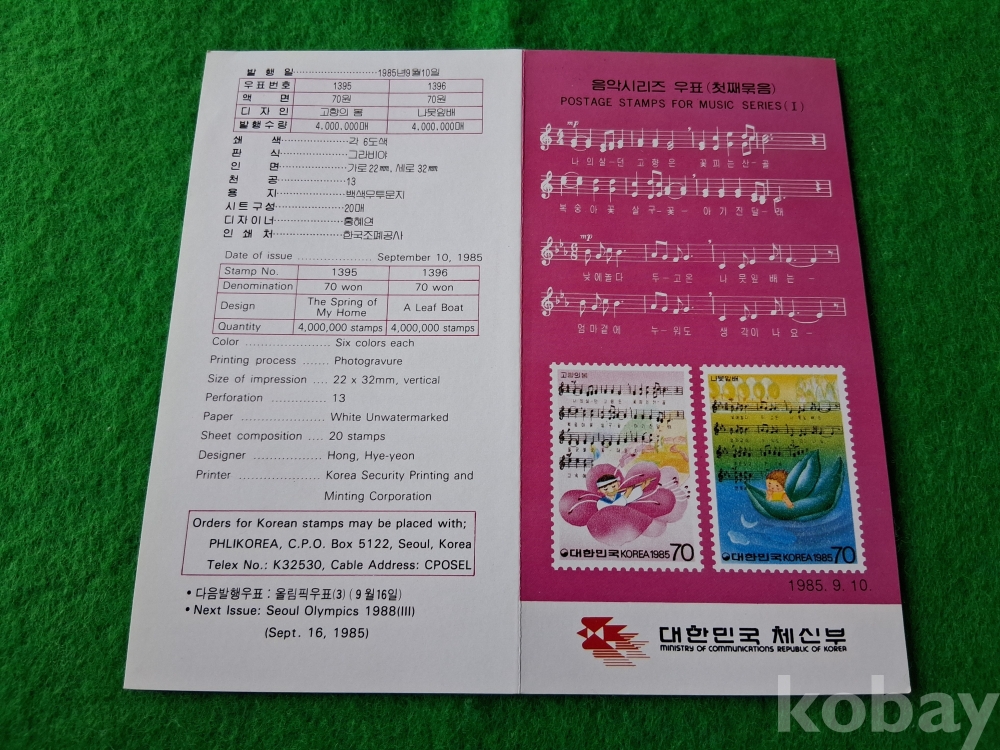 발 행 일 1985년9월10일
우표번호 1395 1396
액 면 70원 70원
디 자 인 고향의 봄 나뭇잎배
발행수량 4.000.000매 4.000.000매
쇄 색 각 6도색
판 식 그라비아
인 면 가로 22㎜, 세로 32㎜
천 공 13
용 지 백색무투문지
시트구성 20매
디자이너 홍혜연
인 쇄 처 한국조폐공사
Date of issue September 10, 1985
Stamp No. 1395 1396
Denomination 70 won 70 won
Design The Spring of My Home A Leaf Boat
Quantity 4,000,000 stamps 4,000,000 stamps
Color Six colors each
Printing process Photogravure
Size of impression 22 x 32mm, vertical
Perforation 13
Paper White Unwatermarked
Sheet composition 20 stamps
Designer Hong, Hye-yeon
Printer Korea Security Printing and
Minting Corporation
Orders for Korean stamps may be placed with;
PHLIKOREA, C.P.O. Box 5122, Seoul, Korea
Telex No.: K32530, Cable Address: CPOSEL
• 다음발행우표 : 올림픽우표(3) ( 9 월16일)
• Next Issue: Seoul Olympics 1988(III)
(Sept. 16, 1985)
음악시리즈 우표(첫째묶음)
POSTAGE STAMPS FOR MUSIC SERIES(I)
mp
나의살-던 고향은 꽃피는산-골
복숭아꽃 살구-꽃- 아기진달-래
mp
낮에놀다 두-고온 나뭇잎 배는-
엄마곁에 누-워도 생 각이 나요-
고향의봄
대한민국 KOREA 1985 70
나뭇잎배
대한민국 KOREA 1985 70
1985. 9. 10.
대한민국 체신부
MINISTRY OF COMMUNICATIONS REPUBLIC OF KOREA
kobay